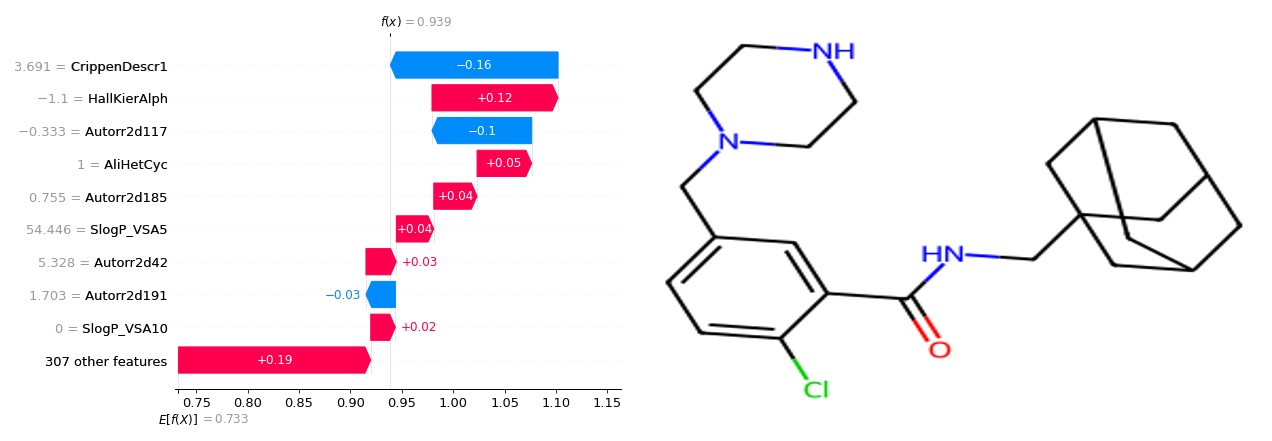 f(x) = 0.939
3.691 = CrippenDescr1
−0.16
−1.1 = HallKierAlph
+0.12
−0.333 = Autorr2d117
−0.1
1 = AliHetCyc
+0.05
0.755 = Autorr2d185
+0.04
54.446 = SlogP_VSA5
+0.04
5.328 = Autorr2d42
+0.03
1.703 = Autorr2d191
−0.03
0 = SlogP_VSA10
+0.02
307 other features
+0.19
0.75 0.80 0.85 0.90 0.95 1.00 1.05 1.10 1.15
E[f(X)] = 0.733
NH
N
HN
O
Cl